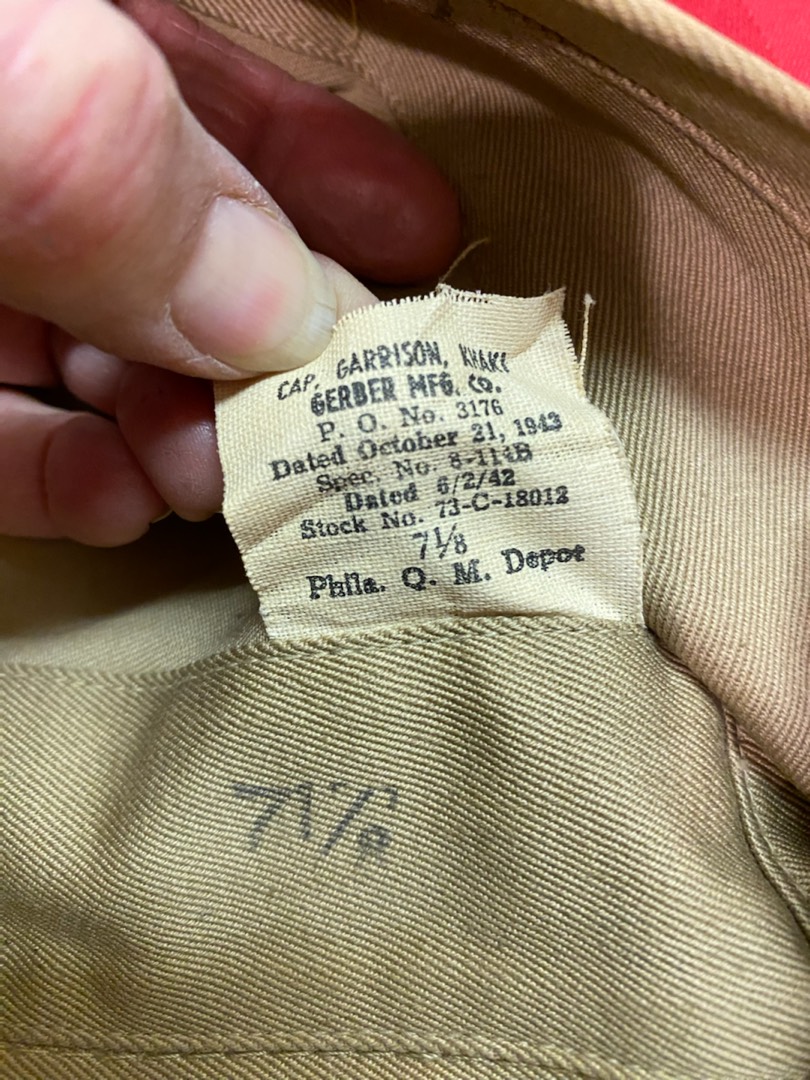 CAP, GARRISON, KHAKI
GERBER MFG. CO.
P. O. No. 3176
Dated October 21, 1943
Spec. No. 8-114B
Dated 6/2/42
Stock No. 73-C-18012
7 1/8
Phila. Q. M. Depot
7 1/8